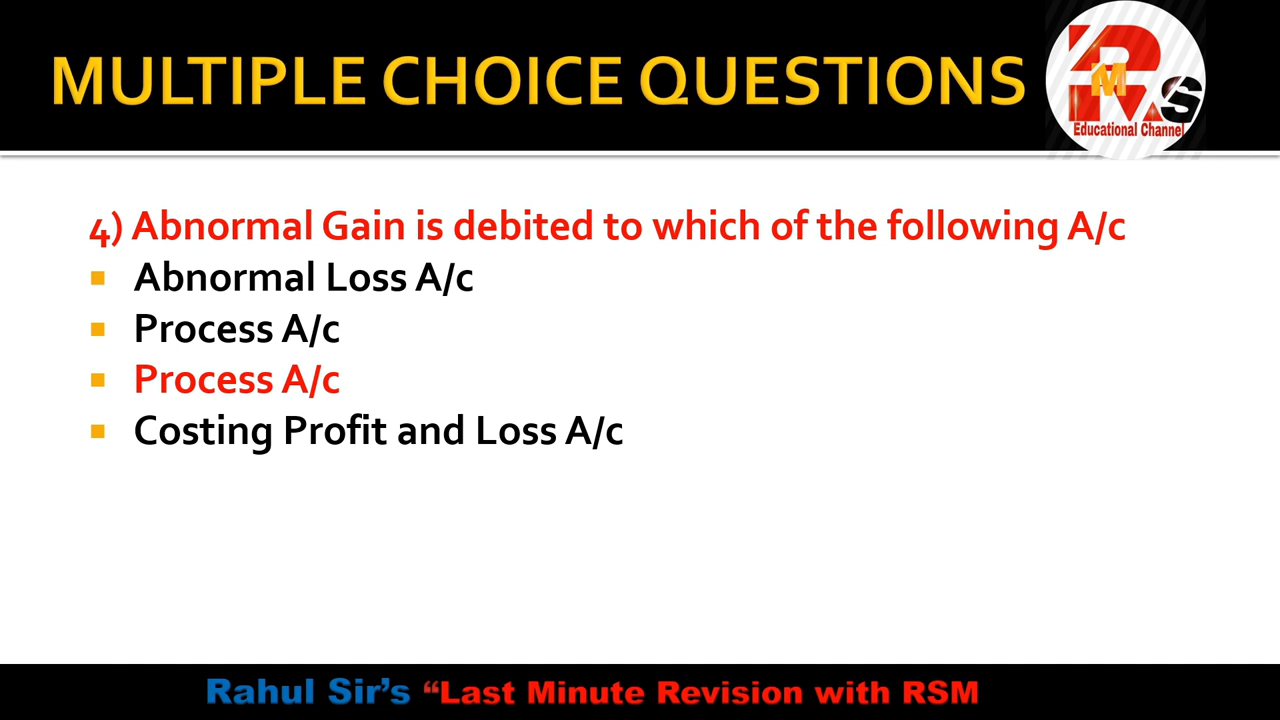 MULTIPLE CHOICE QUESTIONS
RMS
Educational Channel
4) Abnormal Gain is debited to which of the following A/c
Abnormal Loss A/c
Process A/c
Process A/c
Costing Profit and Loss A/c
Rahul Sir's “Last Minute Revision with RSM